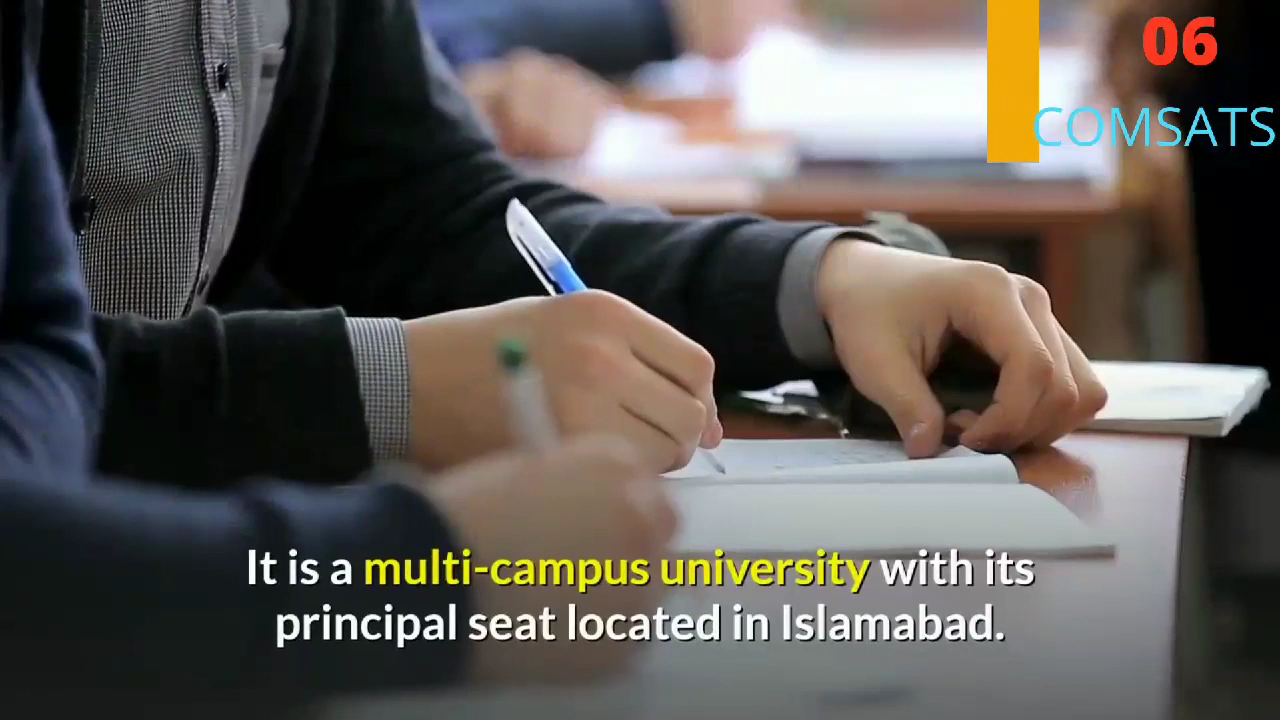 06
COMSATS
It is a multi-campus university with its
principal seat located in Islamabad.